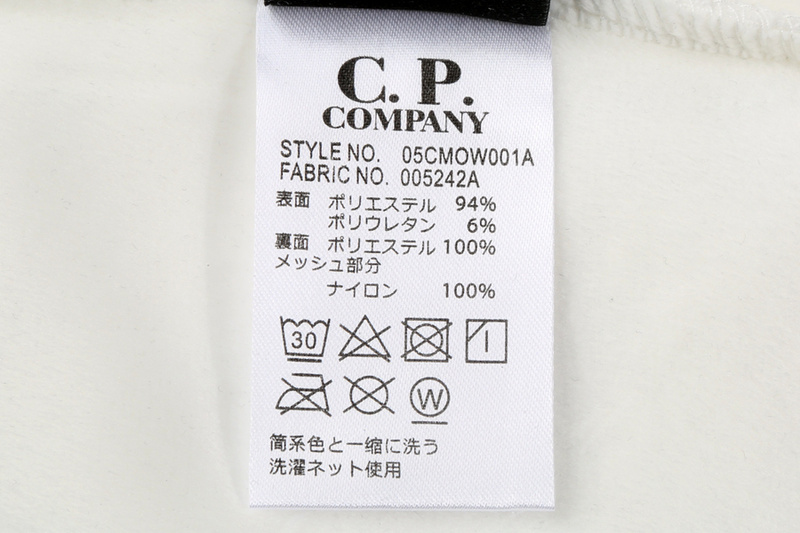 C. P.
COMPANY
STYLE NO. 05CMOW001A
FABRIC NO. 005242A
表面 ポリエステル 94%
ポリウレタン 6%
裏面 ポリエステル 100%
メッシュ部分
ナイロン 100%
30
W
筒系色と一缩に洗う
洗濯ネット使用